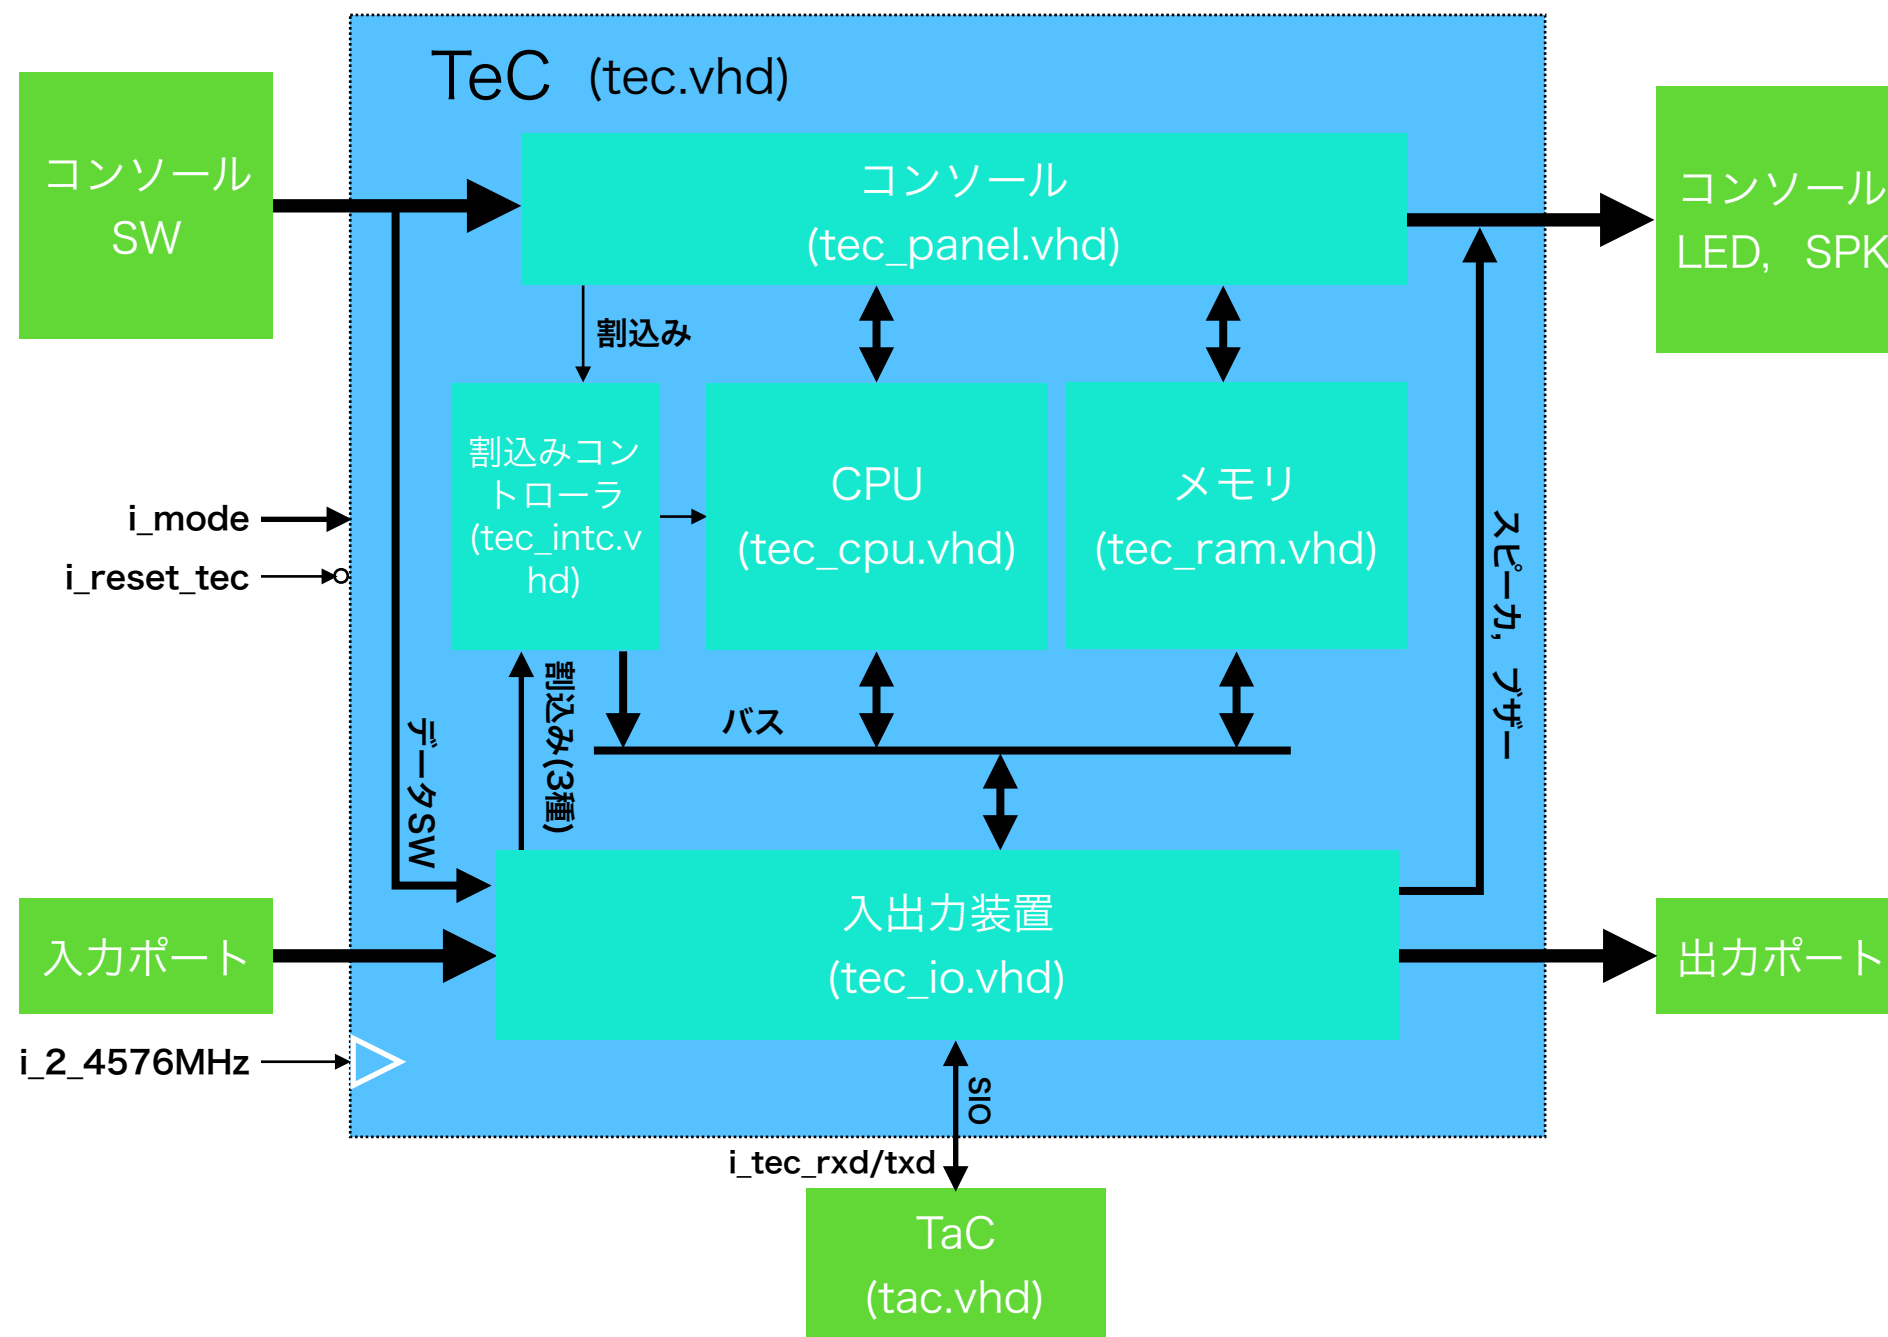 TeC (tec.vhd)
コンソール
SW
コンソール
(tec_panel.vhd)
コンソール
LED, SPK
割込み
割込みコン
トローラ
(tec_intc.v
hd)
CPU
(tec_cpu.vhd)
メモリ
(tec_ram.vhd)
i_mode
i_reset_tec
スピーカ, ブザー
割込み(3種)
データSW
バス
入力ポート
入出力装置
(tec_io.vhd)
出力ポート
i_2_4576MHz
SIO
i_tec_rxd/txd
TaC
(tac.vhd)